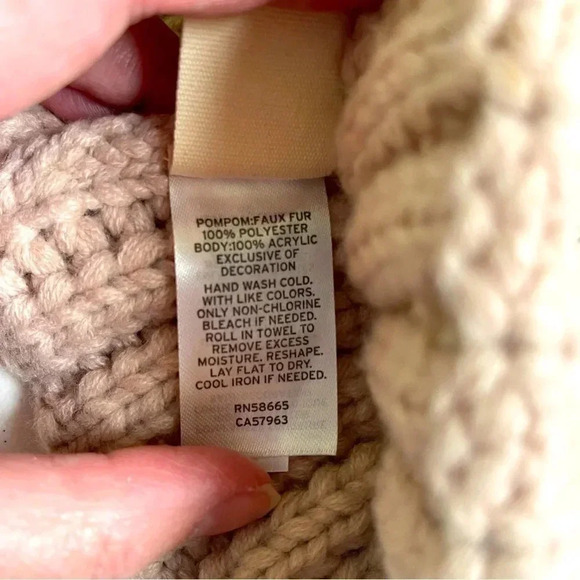 POMPOM:FAUX FUR
100% POLYESTER
BODY:100% ACRYLIC
EXCLUSIVE OF
DECORATION
HAND WASH COLD.
WITH LIKE COLORS.
ONLY NON-CHLORINE
BLEACH IF NEEDED.
ROLL IN TOWEL TO
REMOVE EXCESS
MOISTURE. RESHAPE.
LAY FLAT TO DRY.
COOL IRON IF NEEDED.
RN58665
CA57963